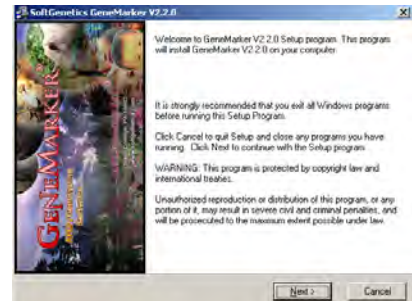 SoftGenetics GeneMarker V2.2.0
Welcome to GeneMarker V2.2.0 Setup program. This program
will install GeneMarker V2.2.0 on your computer.
It is strongly recommended that you exit all Windows programs
before running this Setup Program.
Click Cancel to quit Setup and close any programs you have
running. Click Next to continue with the Setup program.
WARNING: This program is protected by copyright law and
international treaties.
Unauthorized reproduction or distribution of this program, or any
portion of it, may result in severe civil and criminal penalties, and
will be prosecuted to the maximum extent possible under law.
GENEMARKER
Next >
Cancel